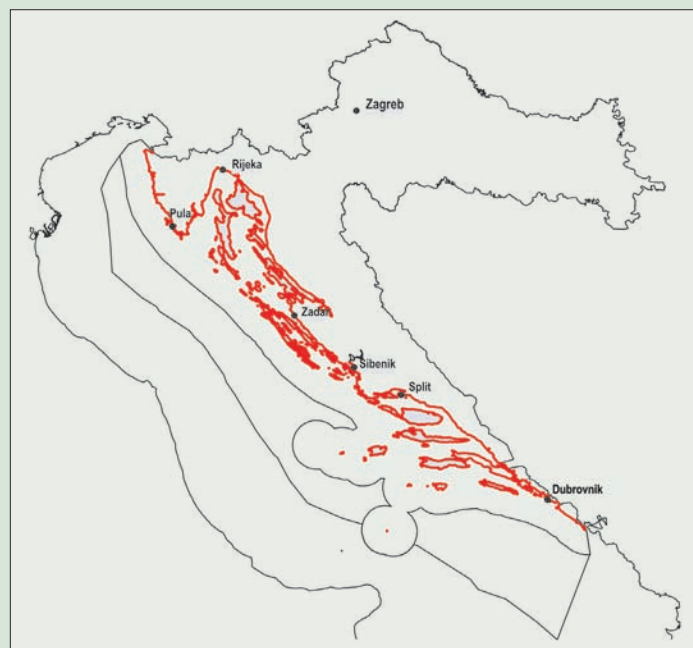 Zagreb
Rijeka
Pula
Zadar
Šibenik
Split
Dubrovnik